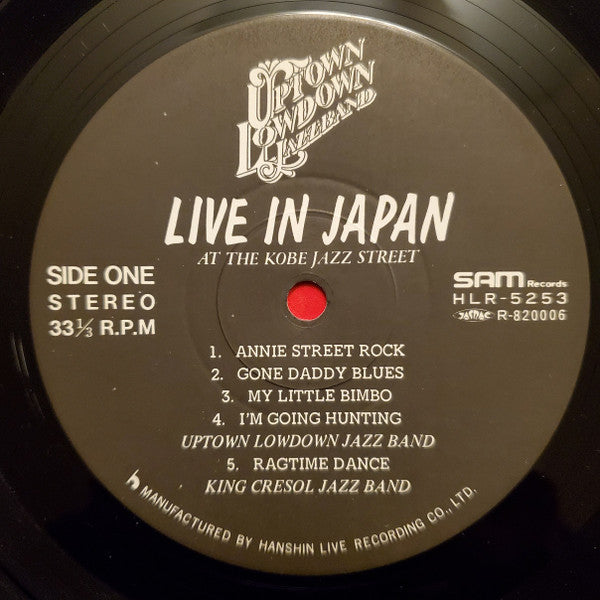 UPTOWN
LOWDOWN
JAZZ BAND
LIVE IN JAPAN
AT THE KOBE JAZZ STREET
SIDE ONE
STEREO
33⅓ R.P.M
SAM Records
HLR-5253
JASRAC R-820006
1. ANNIE STREET ROCK
2. GONE DADDY BLUES
3. MY LITTLE BIMBO
4. I'M GOING HUNTING
UPTOWN LOWDOWN JAZZ BAND
5. RAGTIME DANCE
KING CRESOL JAZZ BAND
MANUFACTURED BY HANSHIN LIVE RECORDING CO., LTD.